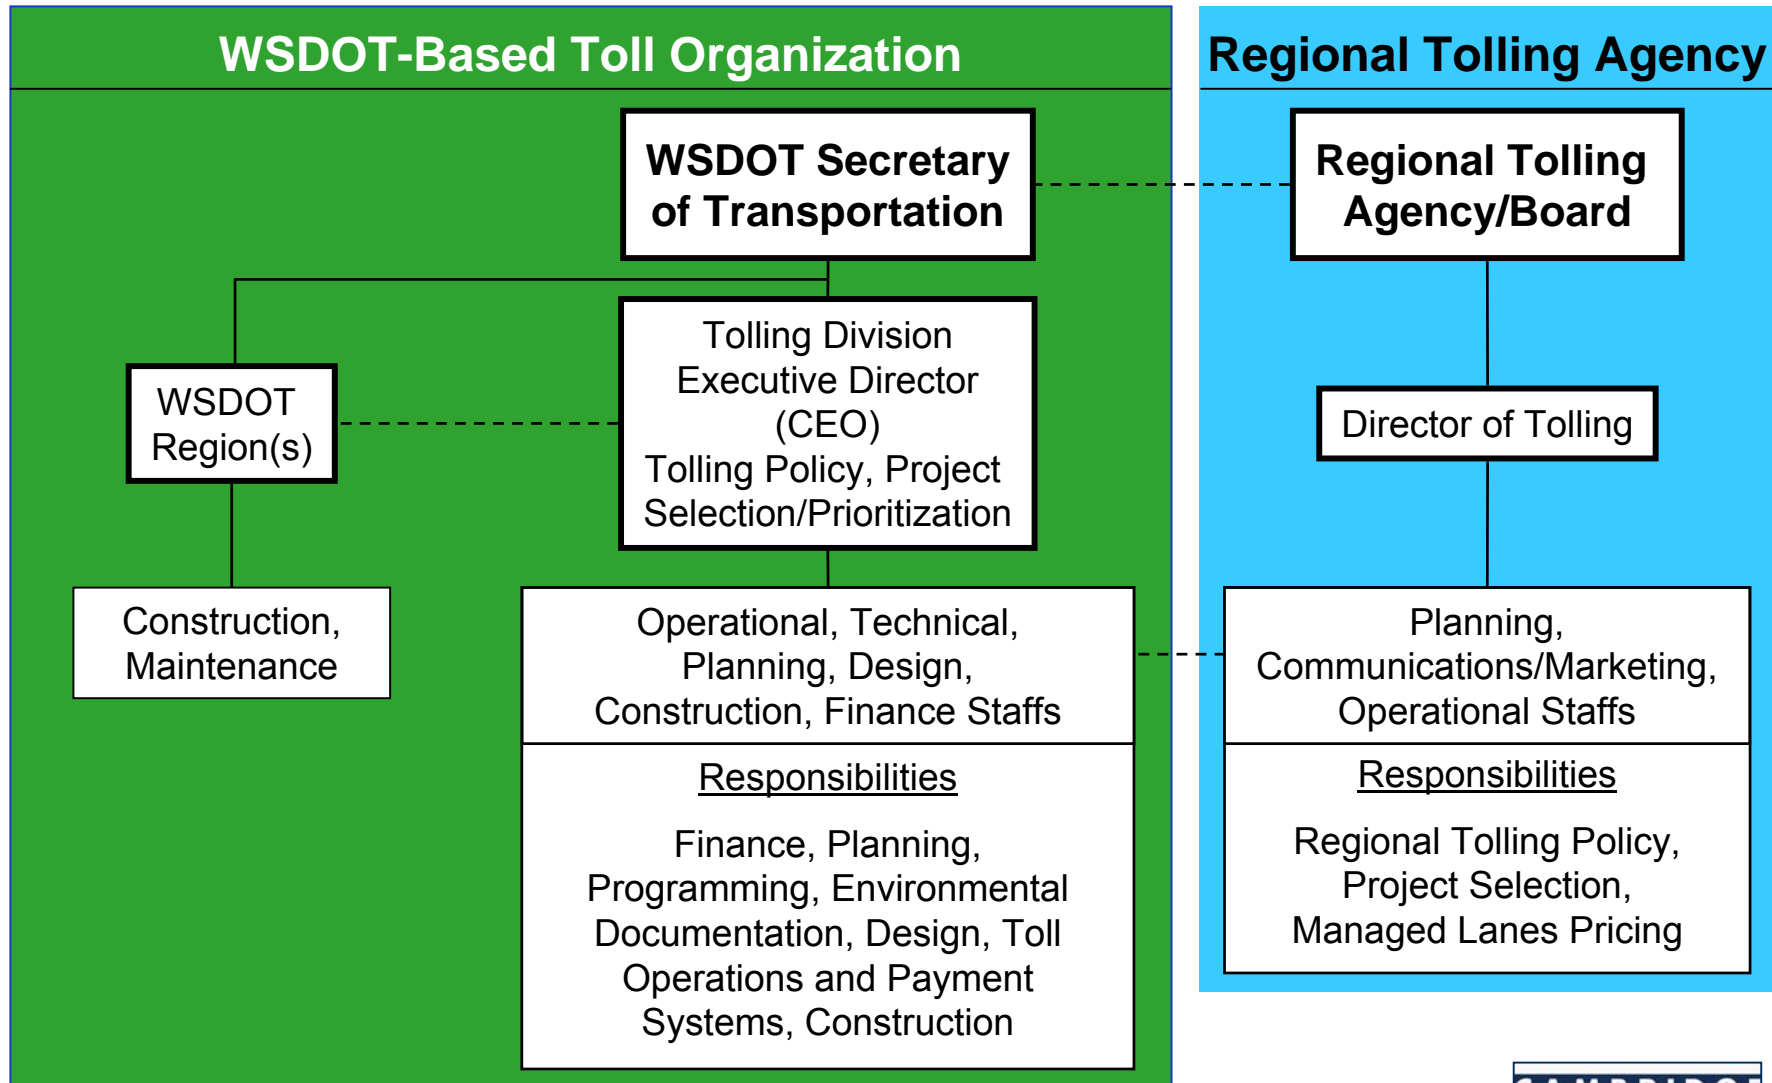 WSDOT-Based Toll Organization
WSDOT Secretary
of Transportation
WSDOT
Region(s)
Tolling Division
Executive Director
(CEO)
Tolling Policy, Project
Selection/Prioritization
Construction,
Maintenance
Operational, Technical,
Planning, Design,
Construction, Finance Staffs
Responsibilities
Finance, Planning,
Programming, Environmental
Documentation, Design, Toll
Operations and Payment
Systems, Construction
Regional Tolling Agency
Regional Tolling
Agency/Board
Director of Tolling
Planning,
Communications/Marketing,
Operational Staffs
Responsibilities
Regional Tolling Policy,
Project Selection,
Managed Lanes Pricing